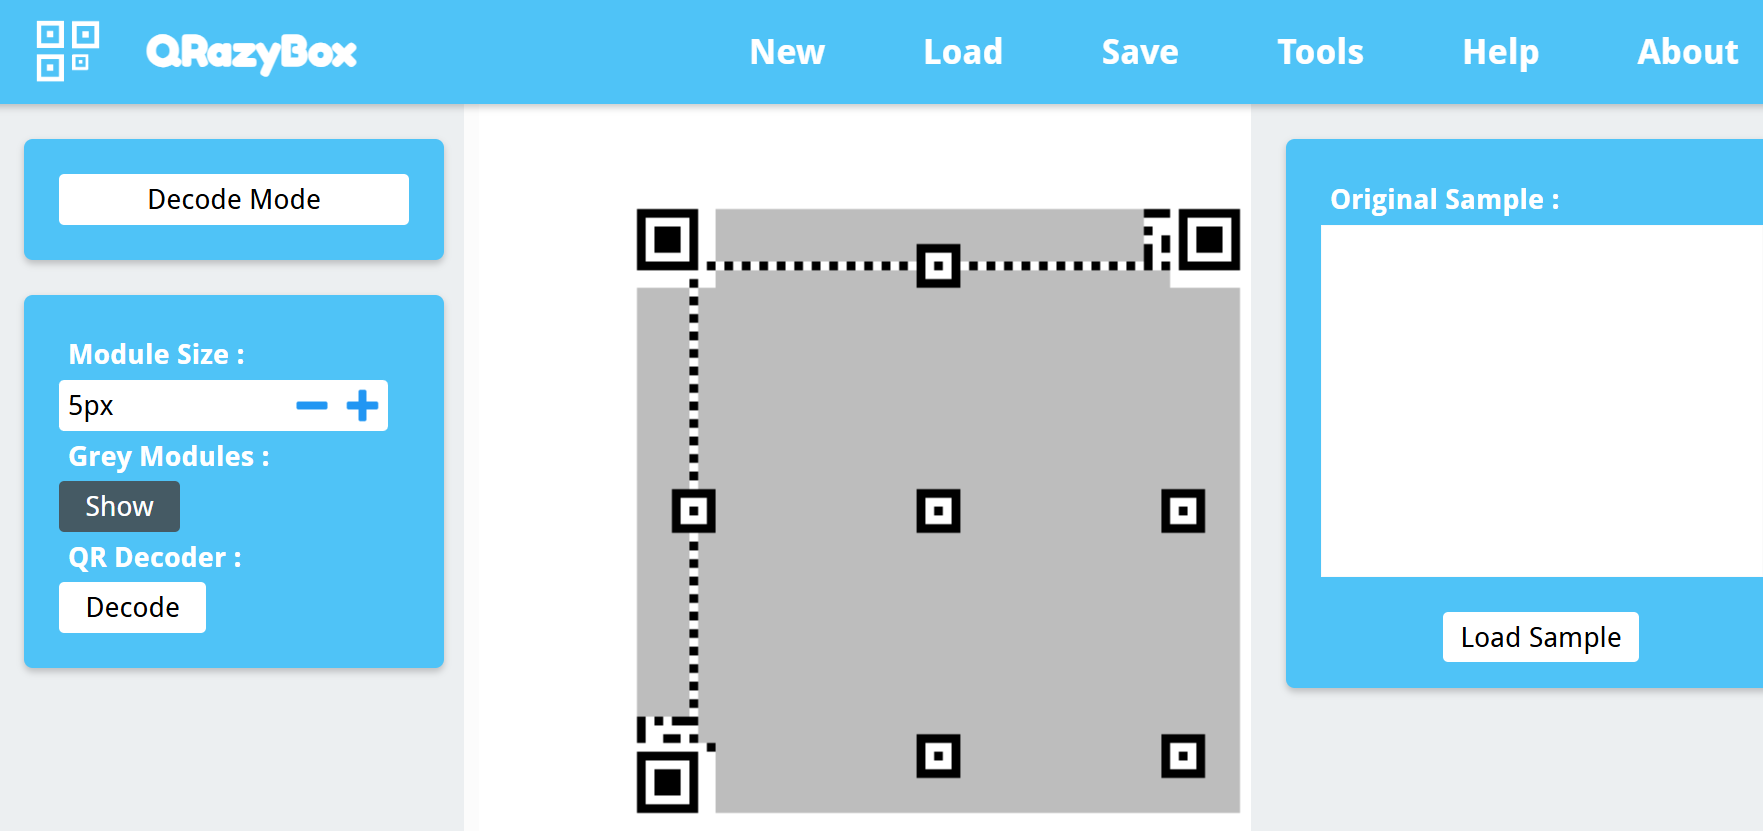 QRazyBox
New Load Save Tools Help About
Decode Mode
Module Size :
5px
Grey Modules :
Show
QR Decoder :
Decode
Original Sample :
Load Sample